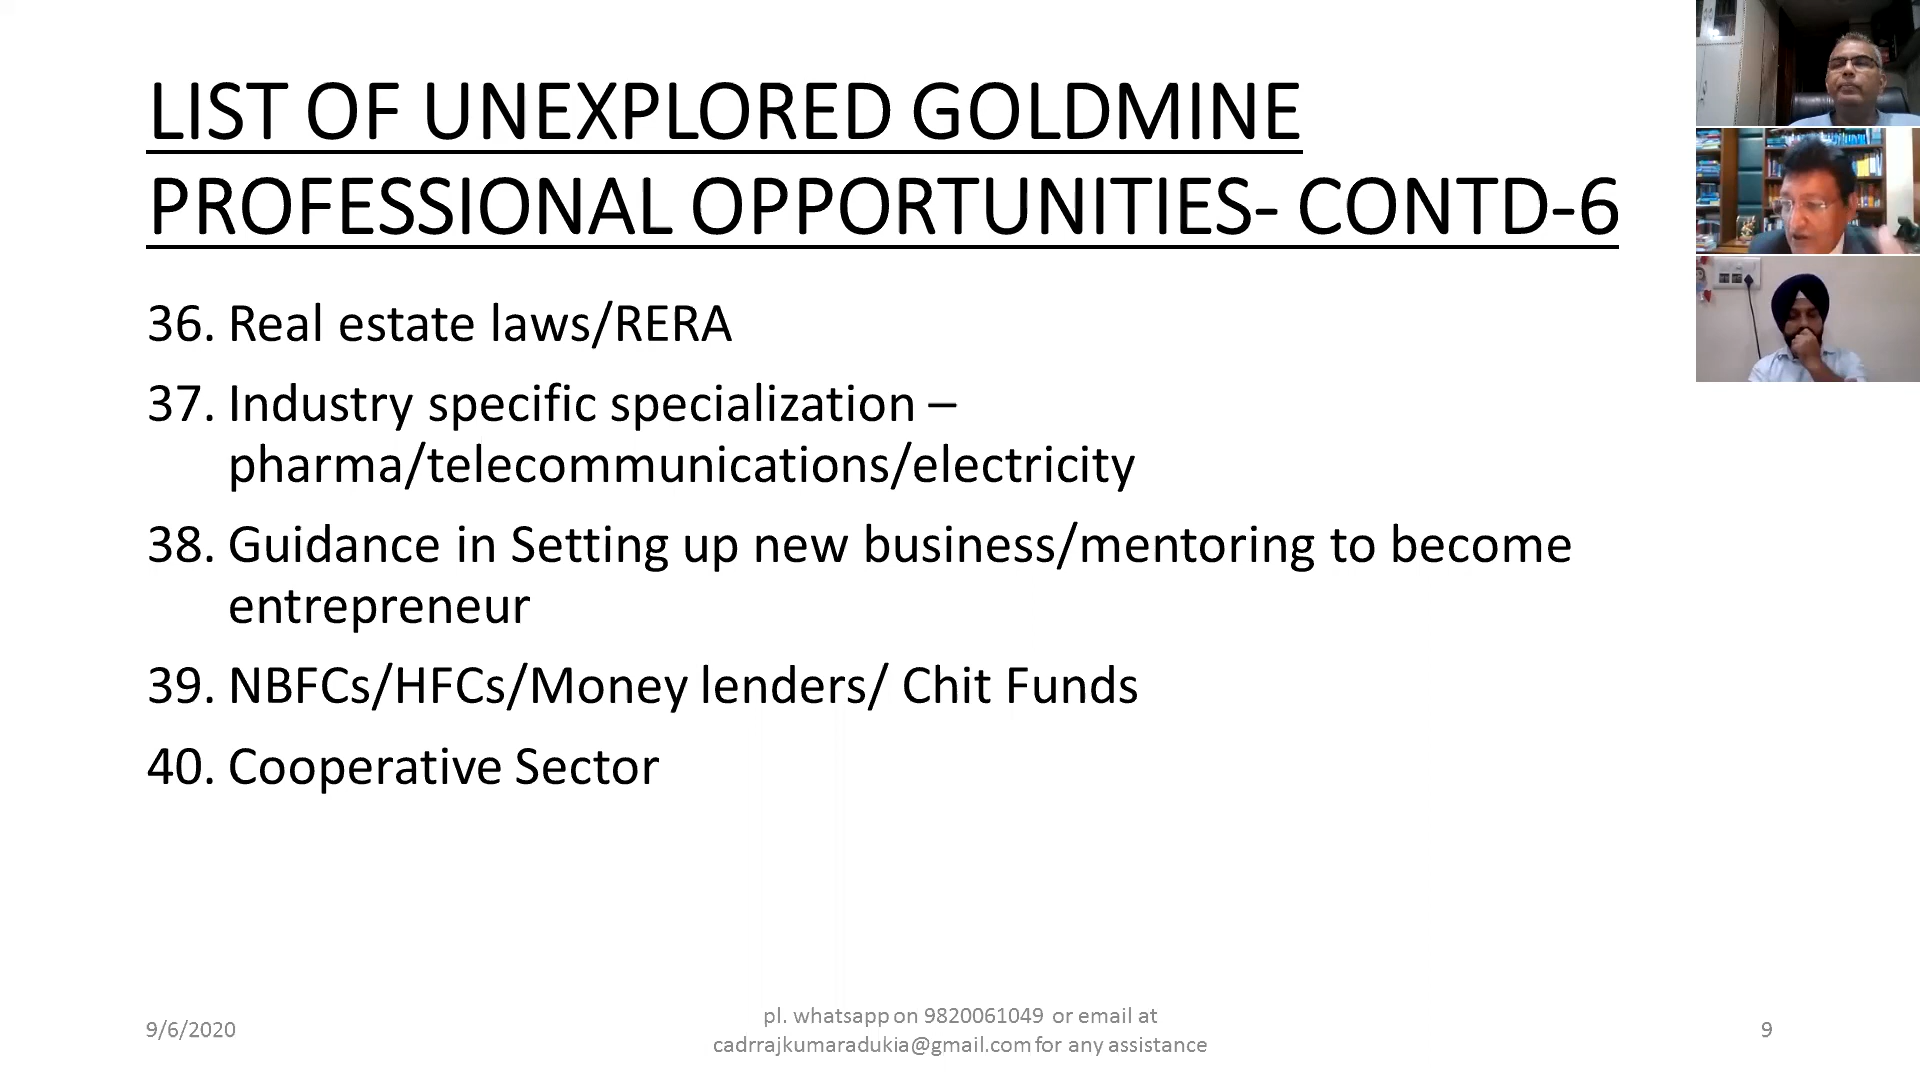 LIST OF UNEXPLORED GOLDMINE
PROFESSIONAL OPPORTUNITIES- CONTD-6
36. Real estate laws/RERA
37. Industry specific specialization –
pharma/telecommunications/electricity
38. Guidance in Setting up new business/mentoring to become
entrepreneur
39. NBFCs/HFCs/Money lenders/ Chit Funds
40. Cooperative Sector
9/6/2020
pl. whatsapp on 9820061049 or email at
cadrrajkumaradukia@gmail.com for any assistance
9